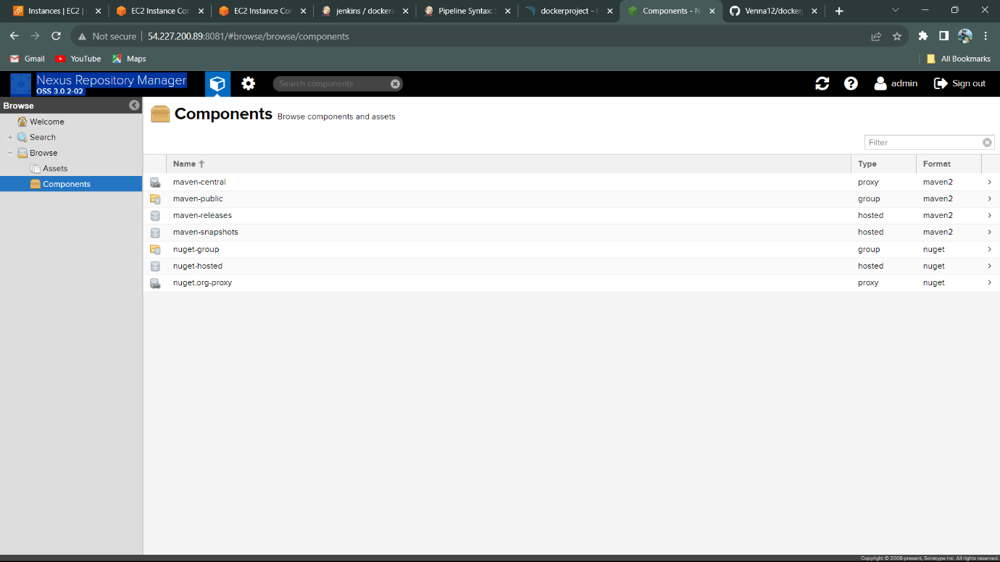 Instances | EC2 |
EC2 Instance Con
EC2 Instance Con
jenkins / dockera
Pipeline Syntax:
dockerproject -
Components - N
Venna12/docker
Not secure
54.227.200.89:8081/#browse/browse/components
Gmail
YouTube
Maps
All Bookmarks
Nexus Repository Manager
OSS 3.0.2-02
Search components
admin
Sign out
Browse
Welcome
Search
Browse
Assets
Components
Components Browse components and assets
Filter
Name Type Format
maven-central proxy maven2
maven-public group maven2
maven-releases hosted maven2
maven-snapshots hosted maven2
nuget-group group nuget
nuget-hosted hosted nuget
nuget.org-proxy proxy nuget
Copyright © 2008-present, Sonatype Inc. All rights reserved.